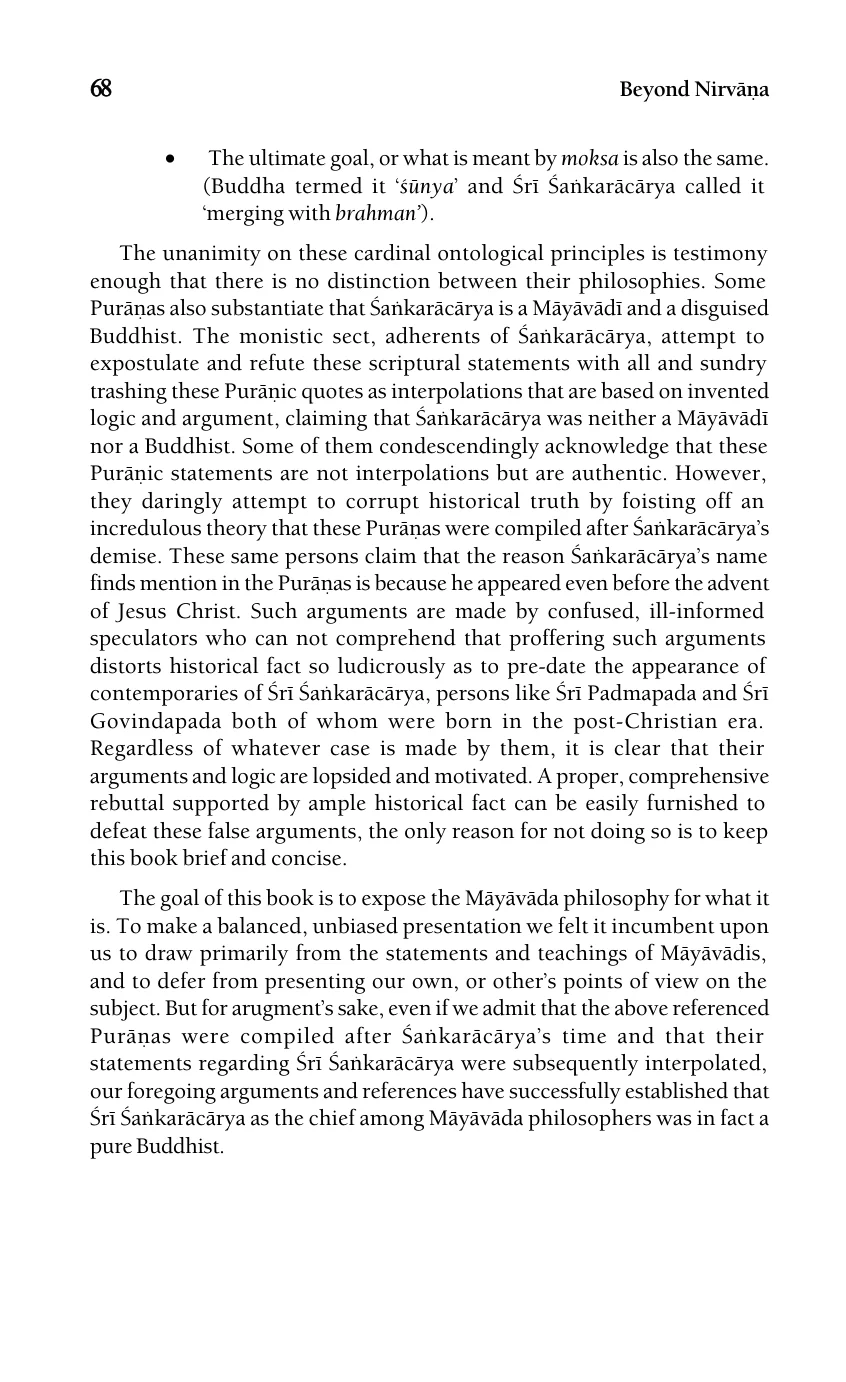 68 Beyond Nirvāṇa
• The ultimate goal, or what is meant by moksa is also the same.
(Buddha termed it ‘śūnya’ and Śrī Śaṅkarācārya called it
‘merging with brahman’).
The unanimity on these cardinal ontological principles is testimony
enough that there is no distinction between their philosophies. Some
Purāṇas also substantiate that Śaṅkarācārya is a Māyāvādī and a disguised
Buddhist. The monistic sect, adherents of Śaṅkarācārya, attempt to
expostulate and refute these scriptural statements with all and sundry
trashing these Purāṇic quotes as interpolations that are based on invented
logic and argument, claiming that Śaṅkarācārya was neither a Māyāvādī
nor a Buddhist. Some of them condescendingly acknowledge that these
Purāṇic statements are not interpolations but are authentic. However,
they daringly attempt to corrupt historical truth by foisting off an
incredulous theory that these Purāṇas were compiled after Śaṅkarācārya’s
demise. These same persons claim that the reason Śaṅkarācārya’s name
finds mention in the Purāṇas is because he appeared even before the advent
of Jesus Christ. Such arguments are made by confused, ill-informed
speculators who can not comprehend that proffering such arguments
distorts historical fact so ludicrously as to pre-date the appearance of
contemporaries of Śrī Śaṅkarācārya, persons like Śrī Padmapada and Śrī
Govindapada both of whom were born in the post-Christian era.
Regardless of whatever case is made by them, it is clear that their
arguments and logic are lopsided and motivated. A proper, comprehensive
rebuttal supported by ample historical fact can be easily furnished to
defeat these false arguments, the only reason for not doing so is to keep
this book brief and concise.
The goal of this book is to expose the Māyāvāda philosophy for what it
is. To make a balanced, unbiased presentation we felt it incumbent upon
us to draw primarily from the statements and teachings of Māyāvādis,
and to defer from presenting our own, or other’s points of view on the
subject. But for arugment’s sake, even if we admit that the above referenced
Purāṇas were compiled after Śaṅkarācārya’s time and that their
statements regarding Śrī Śaṅkarācārya were subsequently interpolated,
our foregoing arguments and references have successfully established that
Śrī Śaṅkarācārya as the chief among Māyāvāda philosophers was in fact a
pure Buddhist.